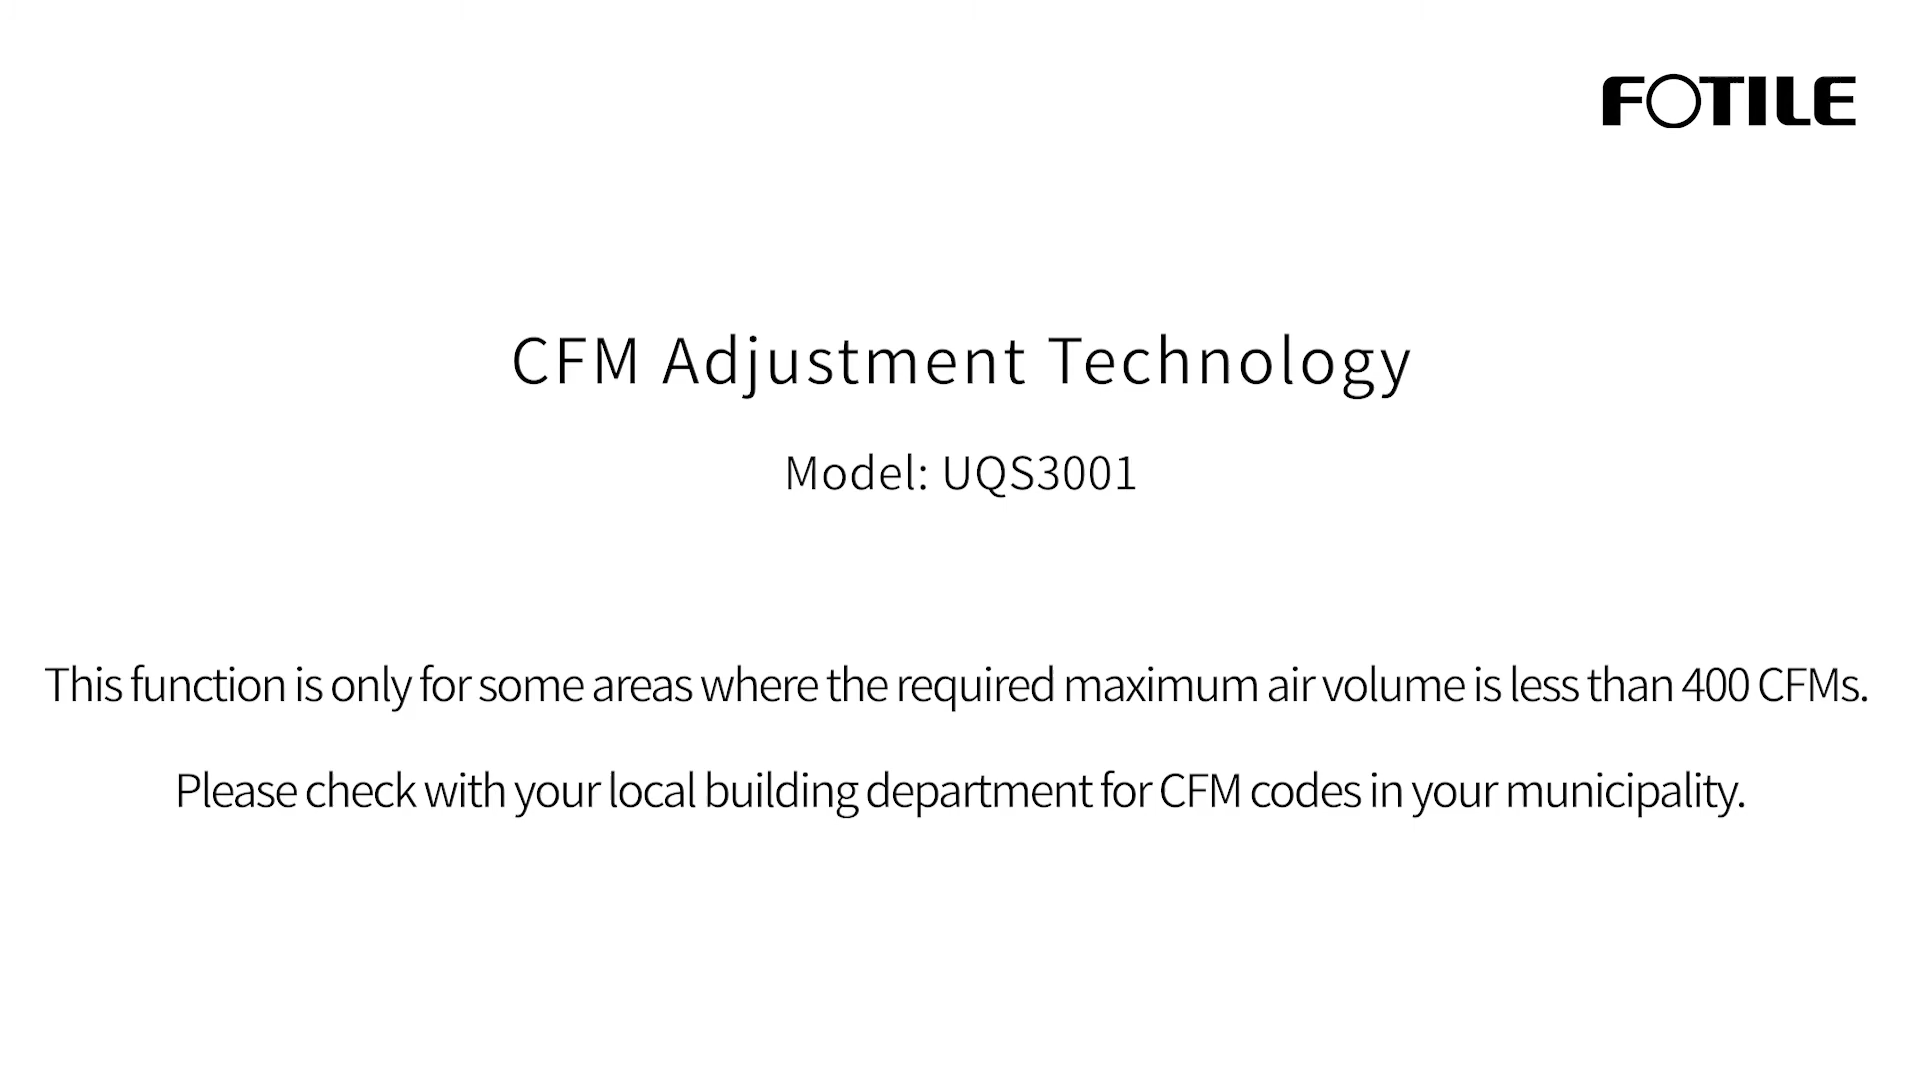 FOTILE
CFM Adjustment Technology
Model: UQS3001
This function is only for some areas where the required maximum air volume is less than 400 CFMs.
Please check with your local building department for CFM codes in your municipality.